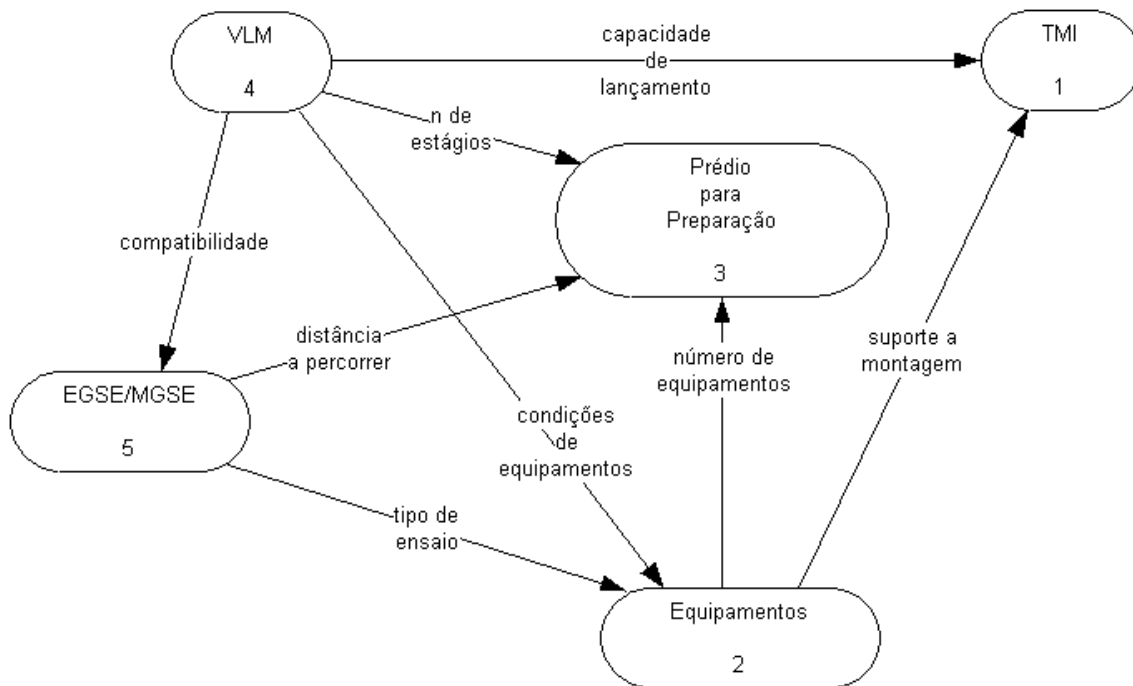 VLM
4
capacidade
de
lançamento
TMI
1
n de
estágios
Prédio
para
Preparação
3
compatibilidade
distância
a percorrer
número de
equipamentos
suporte a
montagem
EGSE/MGSE
5
condições
de
equipamentos
tipo de
ensaio
Equipamentos
2